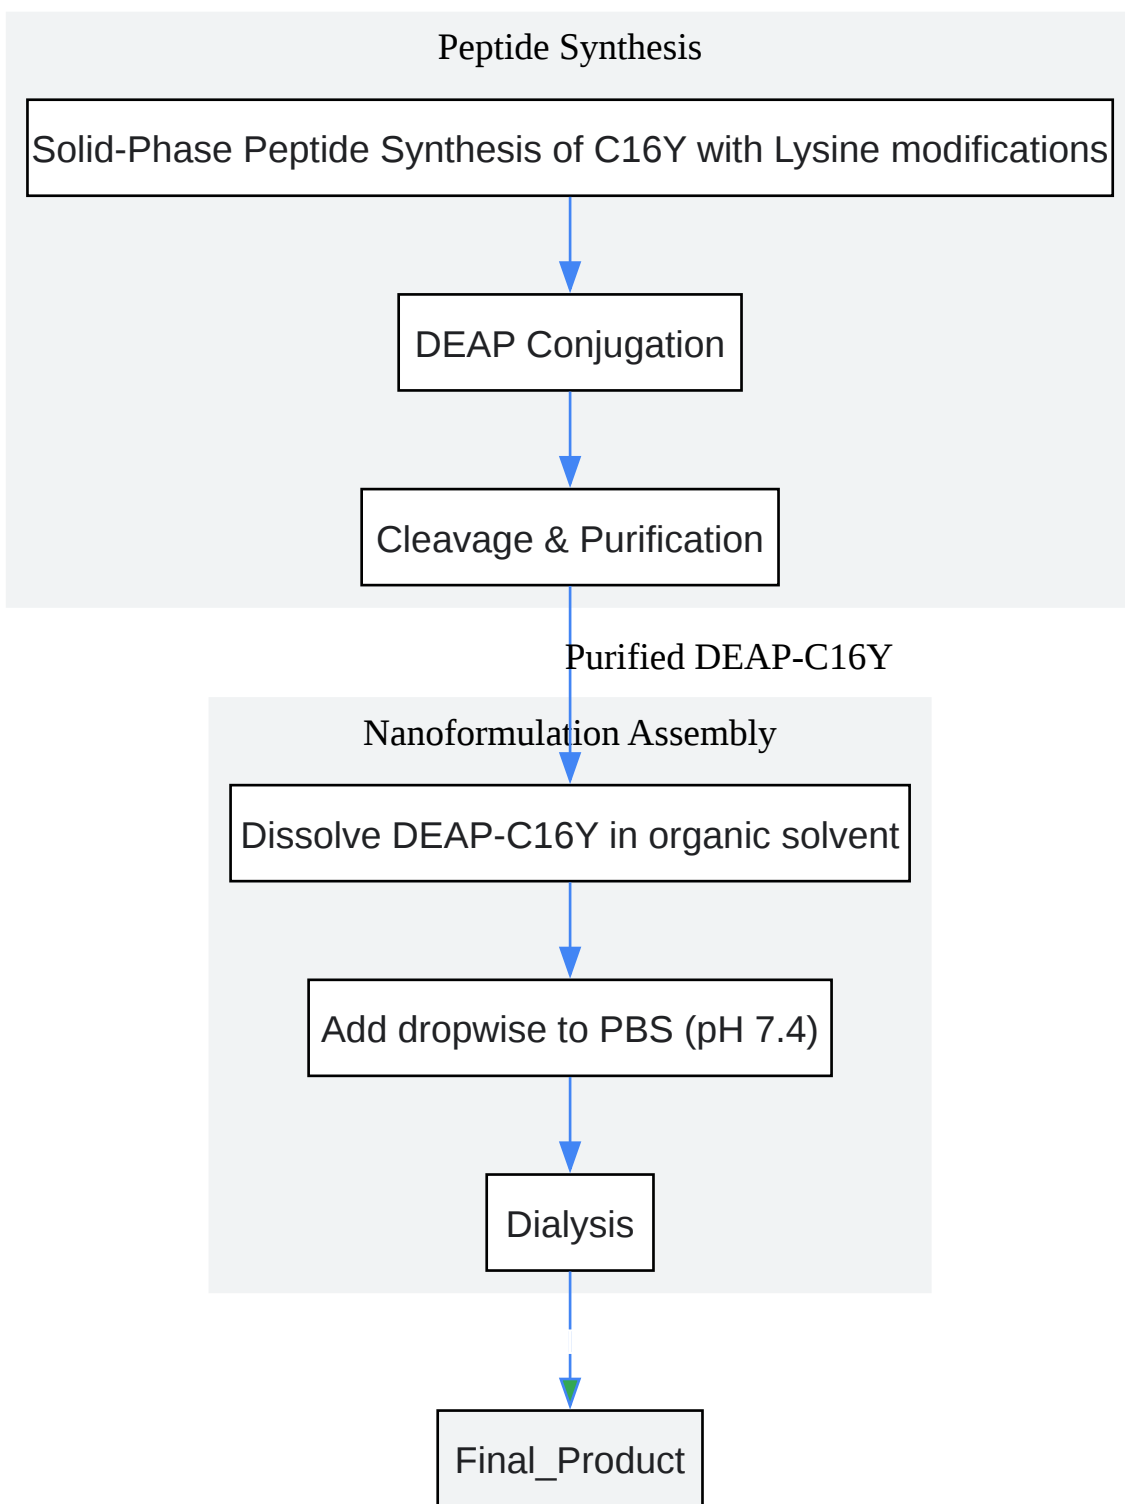 Peptide Synthesis
Solid-Phase Peptide Synthesis of C16Y with Lysine modifications
DEAP Conjugation
Cleavage & Purification
Purified DEAP-C16Y
Nanoformulation Assembly
Dissolve DEAP-C16Y in organic solvent
Add dropwise to PBS (pH 7.4)
Dialysis
Final_Product